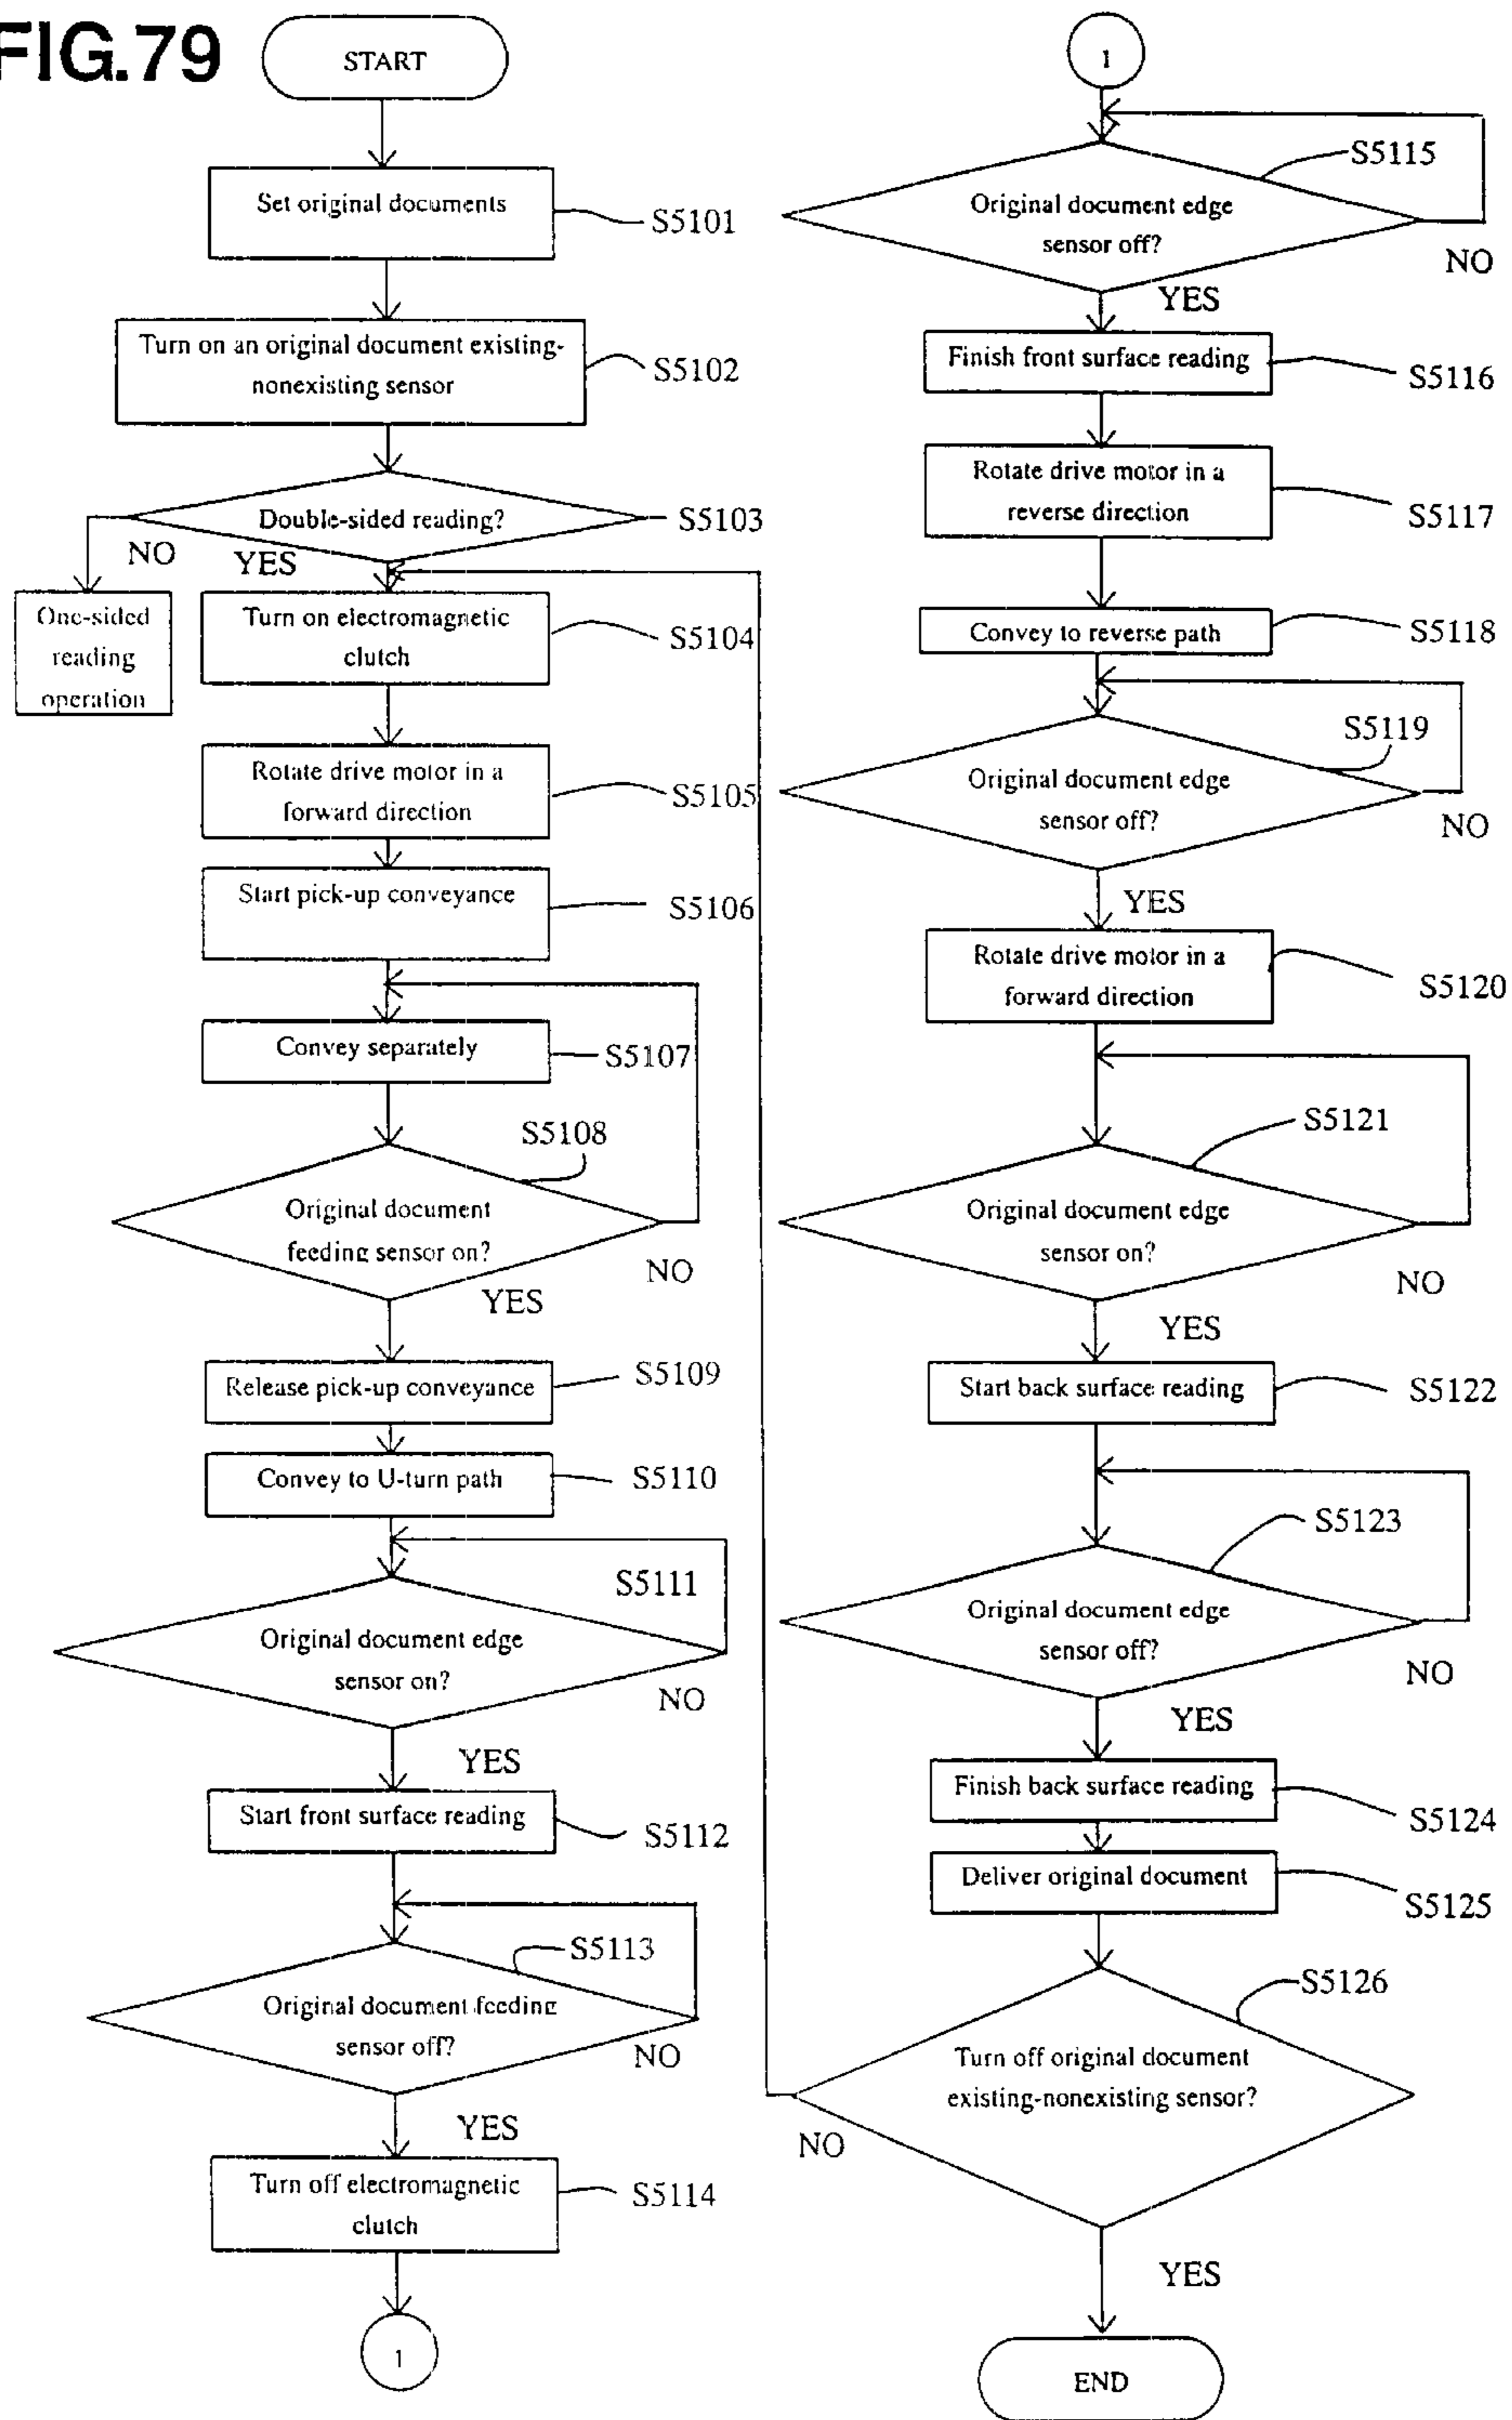 FIG.79
START
Set original documents
S5101
Turn on an original document existing-
nonexisting sensor
S5102
Double-sided reading?
S5103
NO
YES
One-sided
reading
operation
Turn on electromagnetic
clutch
S5104
Rotate drive motor in a
forward direction
S5105
Start pick-up conveyance
S5106
Convey separately
S5107
S5108
Original document
feeding sensor on?
NO
YES
Release pick-up conveyance
S5109
Convey to U-turn path
S5110
S5111
Original document edge
sensor on?
NO
YES
Start front surface reading
S5112
S5113
Original document feeding
sensor off?
NO
YES
Turn off electromagnetic
clutch
S5114
1
1
S5115
Original document edge
sensor off?
NO
YES
Finish front surface reading
S5116
Rotate drive motor in a
reverse direction
S5117
Convey to reverse path
S5118
S5119
Original document edge
sensor off?
NO
YES
Rotate drive motor in a
forward direction
S5120
S5121
Original document edge
sensor on?
NO
YES
Start back surface reading
S5122
S5123
Original document edge
sensor off?
NO
YES
Finish back surface reading
S5124
Deliver original document
S5125
S5126
Turn off original document
existing-nonexisting sensor?
NO
YES
END